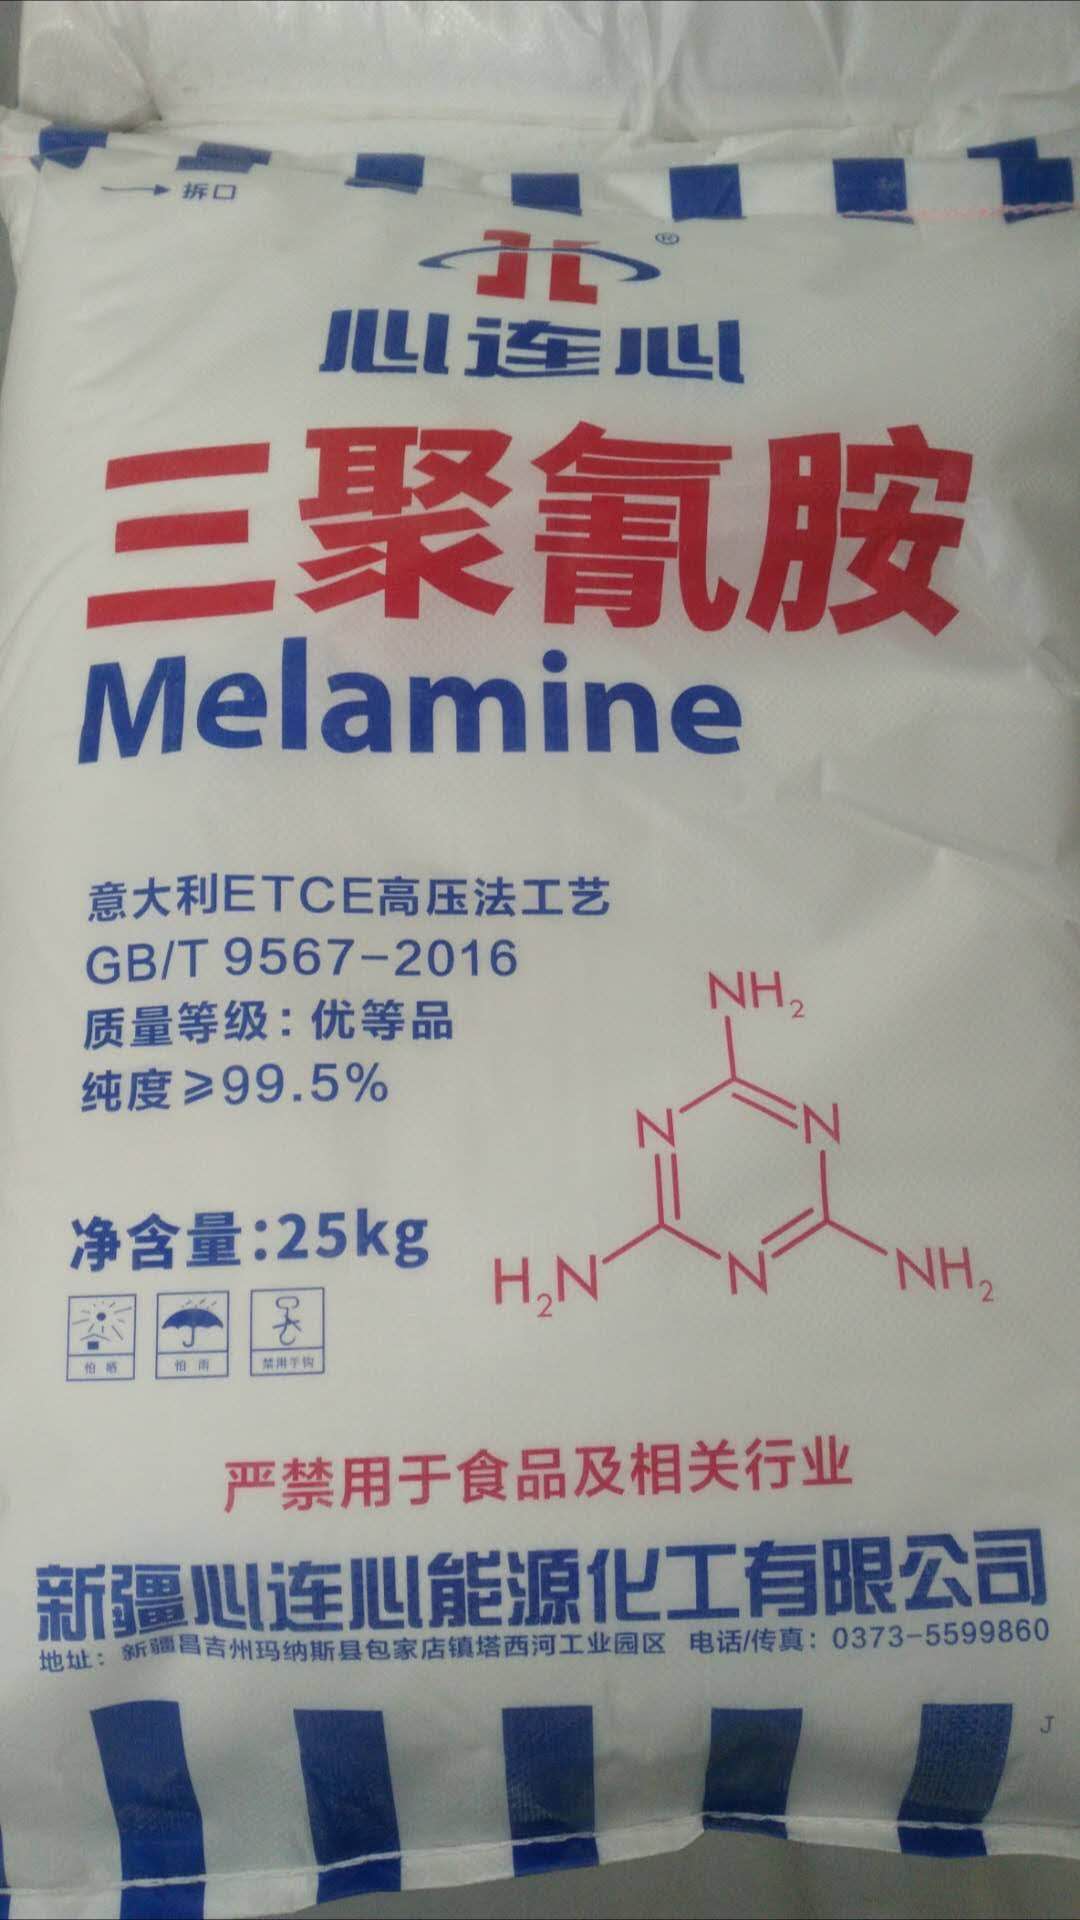 拆口
®
心连心
三聚氰胺
Melamine
意大利ETCE高压法工艺
GB/T 9567-2016
质量等级：优等品
纯度≥99.5%
净含量：25kg
NH2
N N
H2N N NH2
怕晒 怕雨 禁用手钩
严禁用于食品及相关行业
新疆心连心能源化工有限公司
地址：新疆昌吉州玛纳斯县包家店镇塔西河工业园区 电话/传真：0373-5599860
J